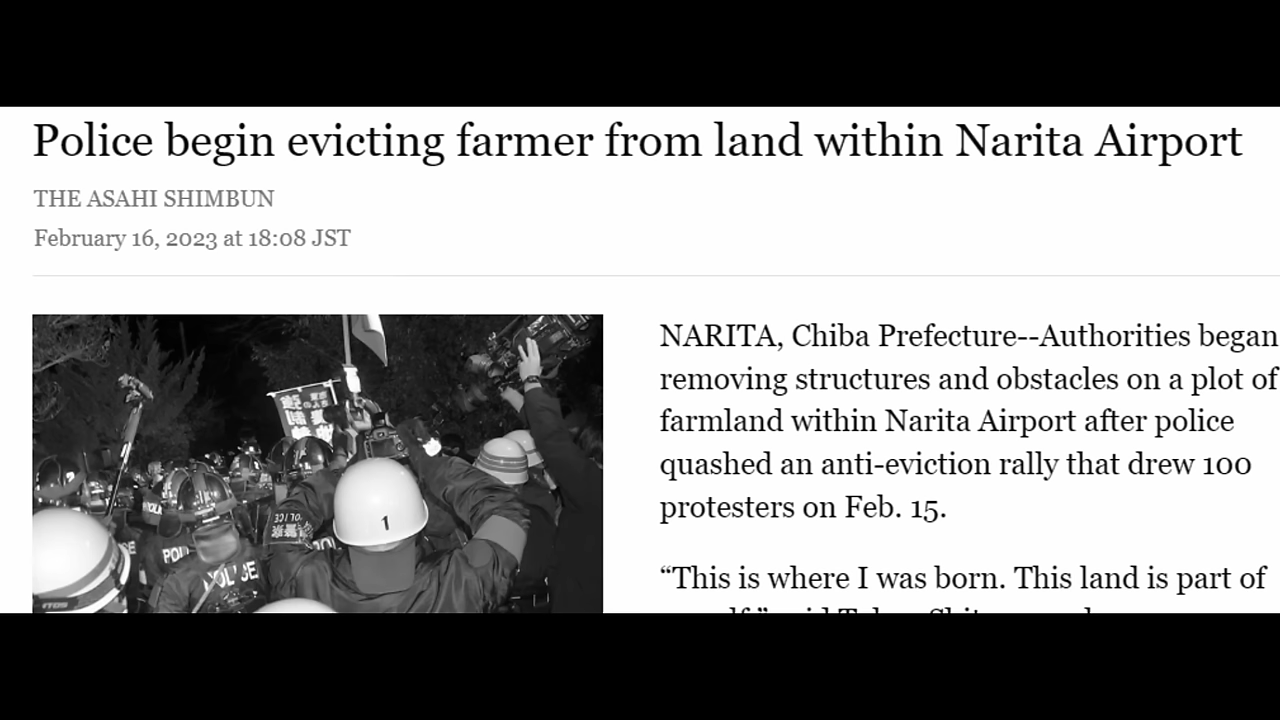 Police begin evicting farmer from land within Narita Airport
THE ASAHI SHIMBUN
February 16, 2023 at 18:08 JST
NARITA, Chiba Prefecture--Authorities began
removing structures and obstacles on a plot of
farmland within Narita Airport after police
quashed an anti-eviction rally that drew 100
protesters on Feb. 15.
“This is where I was born. This land is part of
1
POLICE